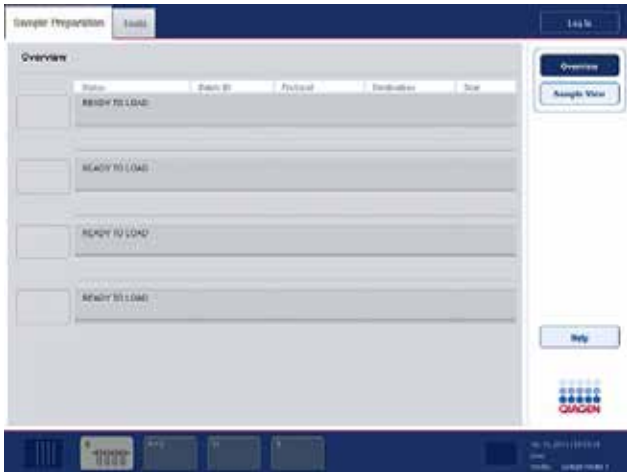 Sample Preparation
Tools
Log In
Overview
Overview
Sample View
Status
Batch ID
Protocol
Destination
Start
READY TO LOAD
READY TO LOAD
READY TO LOAD
READY TO LOAD
Help
QIAGEN